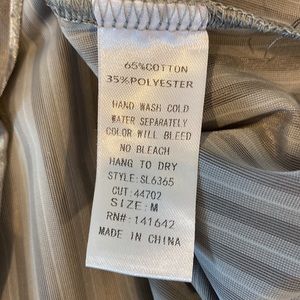 65%COTTON
35%POLYESTER
HAND WASH COLD
WATER SEPARATELY
COLOR WILL BLEED
NO BLEACH
HANG TO DRY
STYLE:SL6365
CUT:44702
SIZE:M
RN#:141642
MADE IN CHINA